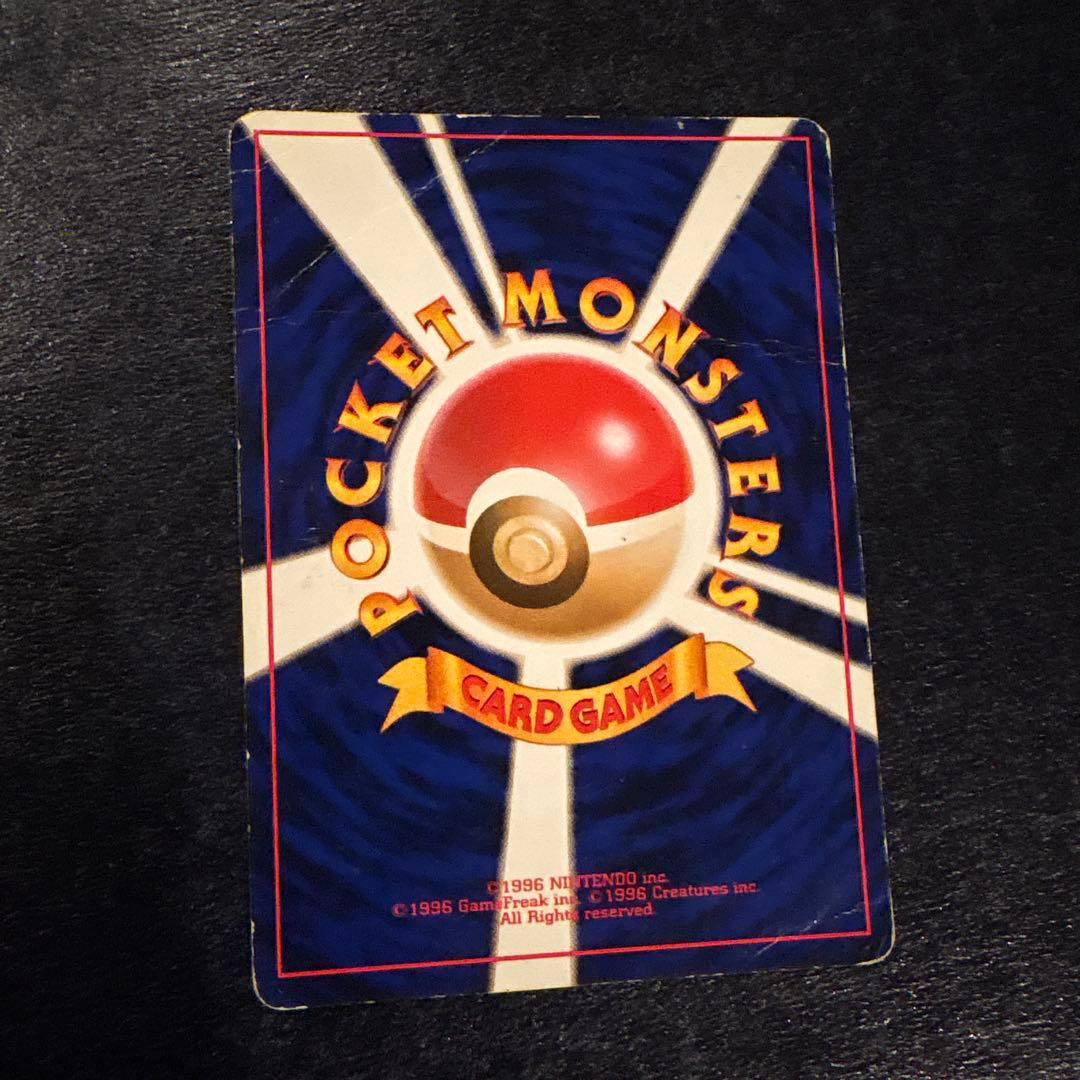 POCKET MONSTERS
CARD GAME
©1996 NINTENDO inc.
©1996 GameFreak inc. ©1996 Creatures inc.
All Rights reserved.